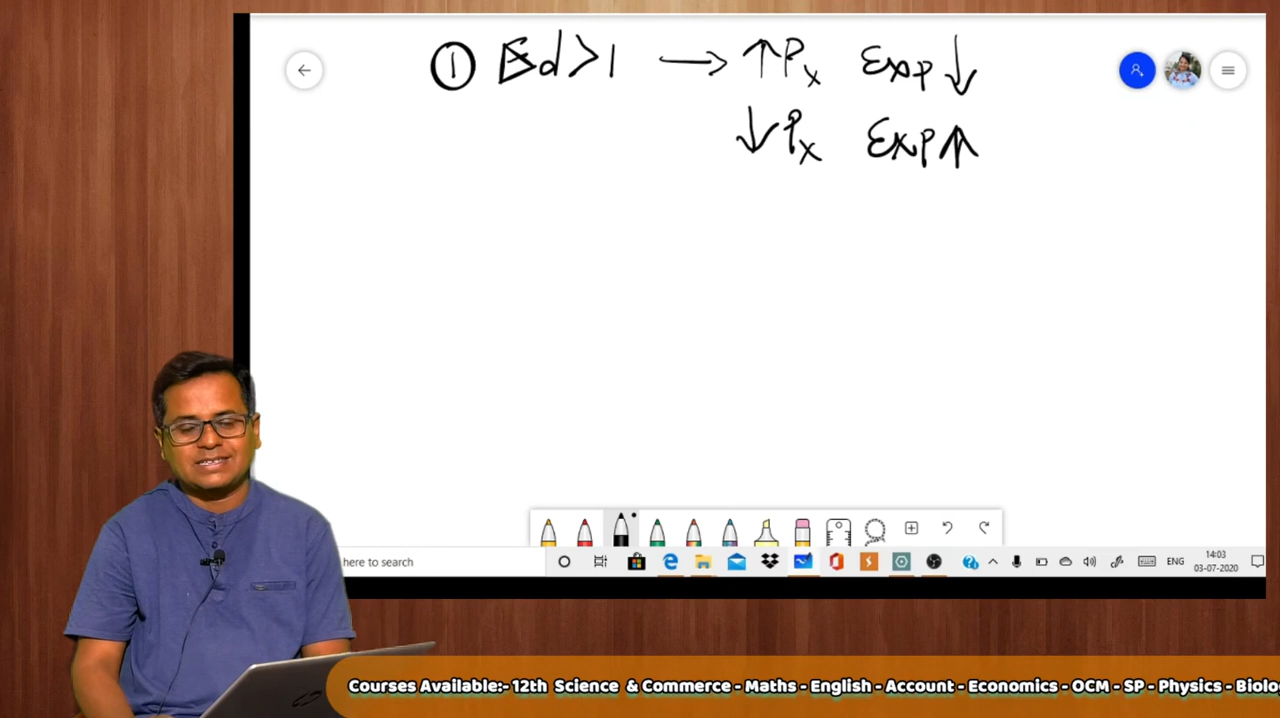 ① Ed>1 → ↑Px Exp ↓
↓Px Exp↑
here to search
ENG
14:03
03-07-2020
Courses Available:- 12th Science & Commerce - Maths - English - Account - Economics - OCM - SP - Physics - Biolo